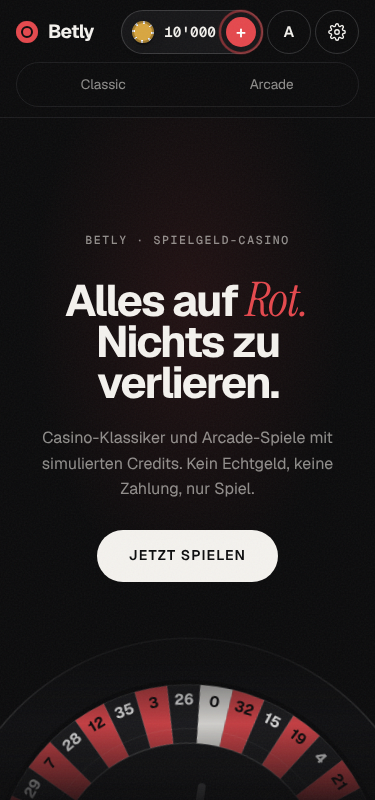 Betly
10'000
+
A
Classic
Arcade
BETLY · SPIELGELD-CASINO
Alles auf Rot.
Nichts zu
verlieren.
Casino-Klassiker und Arcade-Spiele mit
simulierten Credits. Kein Echtgeld, keine
Zahlung, nur Spiel.
JETZT SPIELEN
29 7 28 12 35 3 26 0 32 15 19 4 21